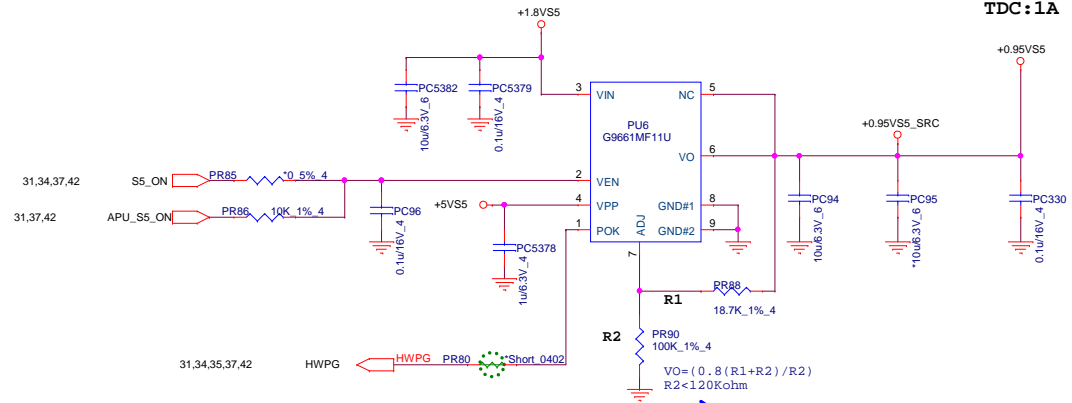 TDC:1A
+1.8VS5
+0.95VS5
PC5382
10u/6.3V_6
PC5379
0.1u/16V_4
3 VIN
NC 5
PU6
G9661MF11U
+0.95VS5_SRC
VO 6
31,34,37,42 S5_ON PR85 *0_5%_4
2 VEN
31,37,42 APU_S5_ON PR86 10K_1%_4
PC96
0.1u/16V_4
+5VS5 4 VPP
GND#1 8
1 POK
GND#2 9
ADJ
7
PC94
10u/6.3V_6
PC95
*10u/6.3V_6
PC330
0.1u/16V_4
PC5378
1u/6.3V_4
R1
PR88
18.7K_1%_4
R2
PR90
100K_1%_4
31,34,35,37,42 HWPG HWPG PR80 *Short_0402
VO=(0.8(R1+R2)/R2)
R2<120Kohm